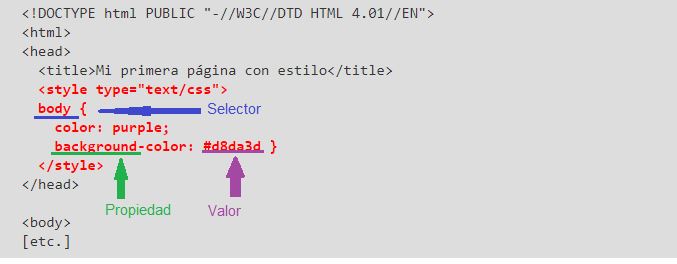 <!DOCTYPE html PUBLIC "-//W3C//DTD HTML 4.01//EN">
<html>
<head>
<title>Mi primera página con estilo</title>
<style type="text/css">
body { Selector
color: purple;
background-color: #d8da3d }
</style>
</head>
Propiedad Valor
<body>
[etc.]